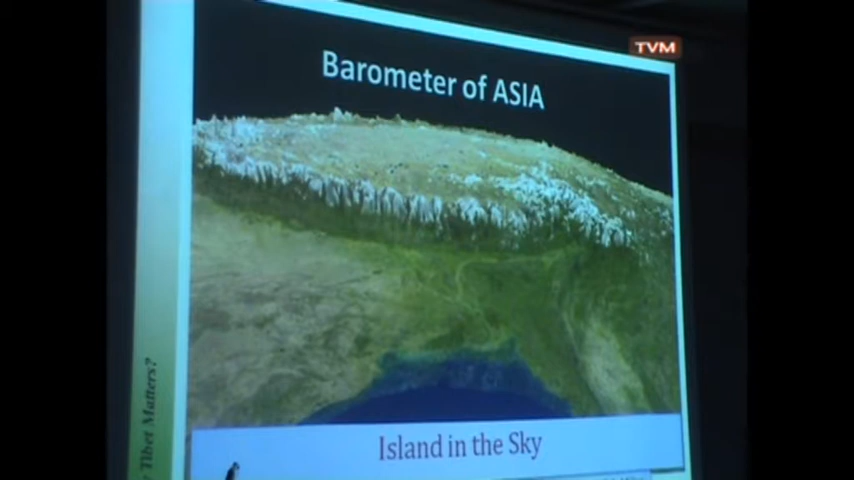 TVM
Barometer of ASIA
Island in the Sky
Tibet Matters?